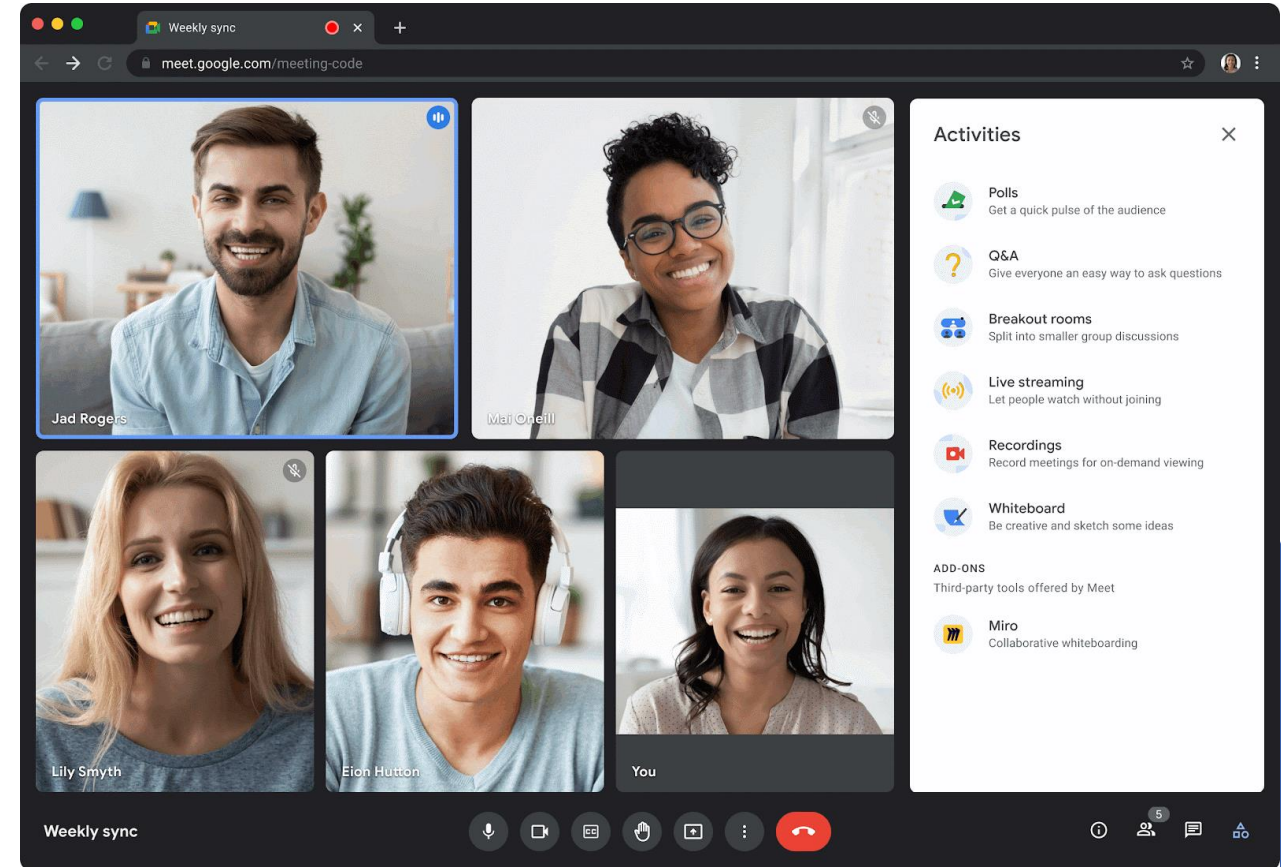 Weekly sync
meet.google.com/meeting-code
Jad Rogers
Mai Oneill
Lily Smyth
Eion Hutton
You
Activities
Polls
Get a quick pulse of the audience
Q&A
Give everyone an easy way to ask questions
Breakout rooms
Split into smaller group discussions
Live streaming
Let people watch without joining
Recordings
Record meetings for on-demand viewing
Whiteboard
Be creative and sketch some ideas
ADD-ONS
Third-party tools offered by Meet
Miro
Collaborative whiteboarding
Weekly sync
CC
5